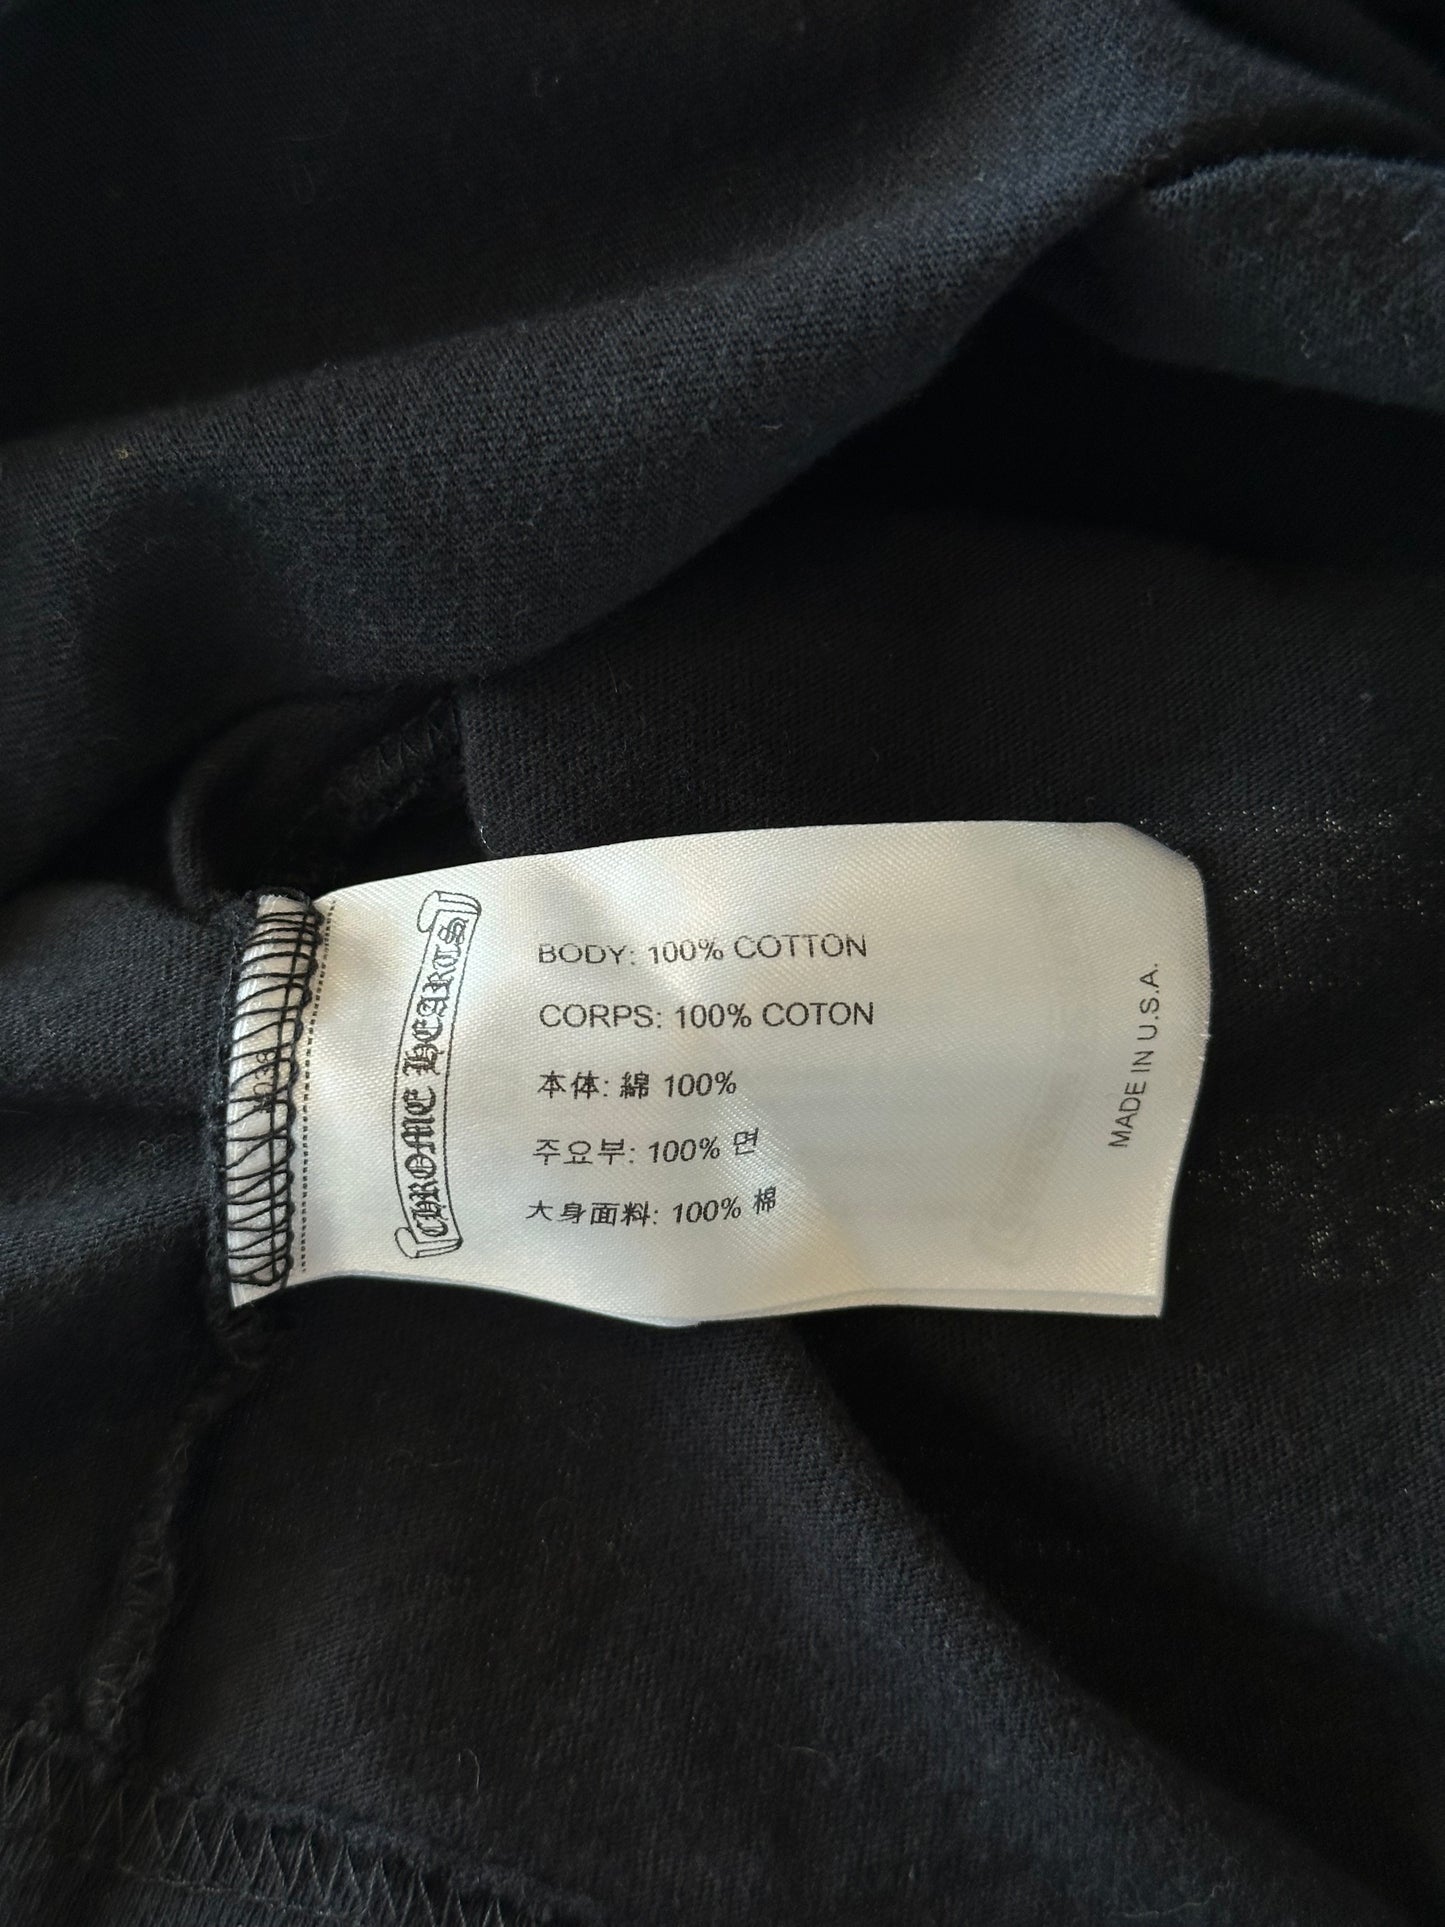 CHROME HEARTS
BODY: 100% COTTON
CORPS: 100% COTON
本体: 綿 100%
주요부: 100% 면
大身面料: 100% 棉
MADE IN U.S.A.